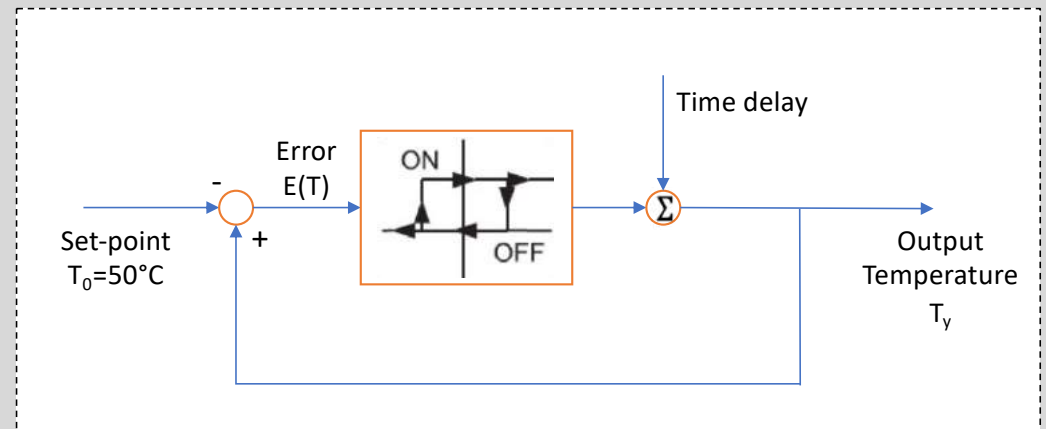 Time delay
Error
E(T)
ON
OFF
-
+
Σ
Set-point
T₀=50°C
Output
Temperature
Tᵧ